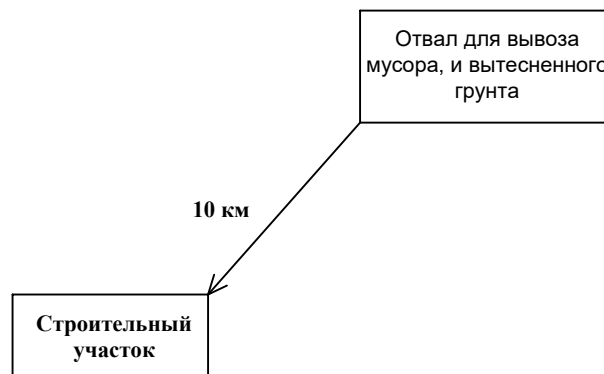 Отвал для вывоза
мусора, и вытесненного
грунта
10 км
Строительный
участок